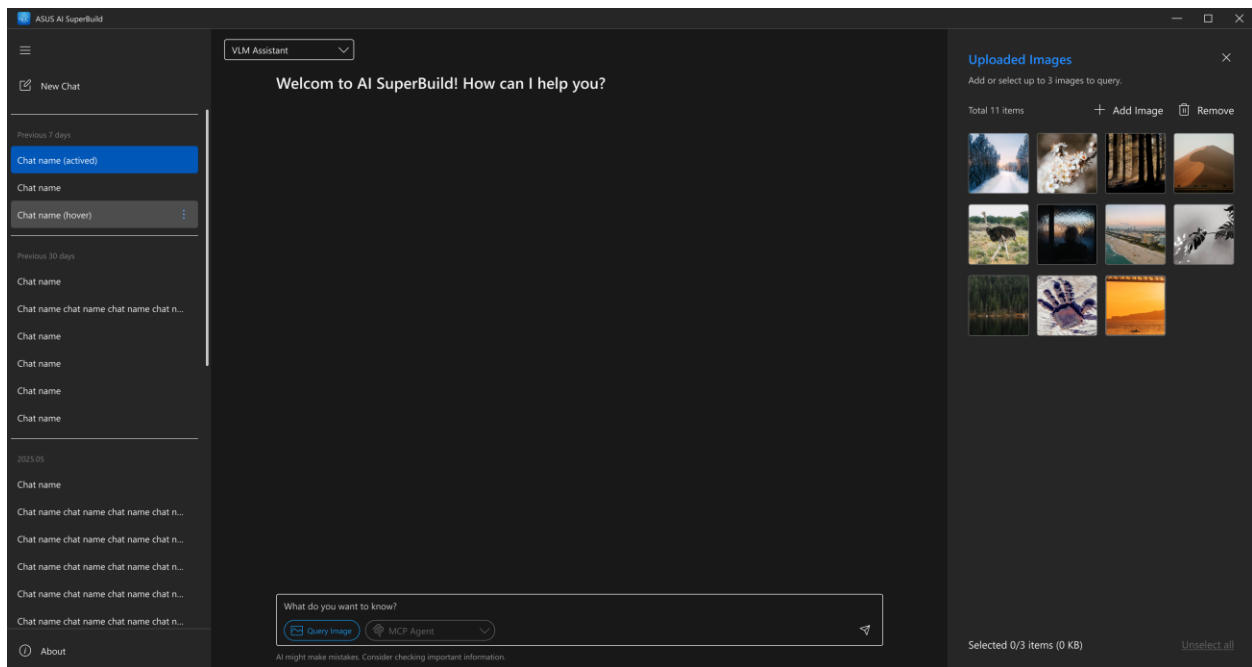 ASUS AI SuperBuild
New Chat
Previous 7 days
Chat name (actived)
Chat name
Chat name (hover)
Previous 30 days
Chat name
Chat name chat name chat name chat n...
Chat name
Chat name
Chat name
Chat name
2025.05
Chat name
Chat name chat name chat name chat n...
Chat name chat name chat name chat n...
Chat name chat name chat name chat n...
Chat name chat name chat name chat n...
Chat name chat name chat name chat n...
About
VLM Assistant
Welcom to AI SuperBuild! How can I help you?
What do you want to know?
Query Image
MCP Agent
AI might make mistakes. Consider checking important information.
Uploaded Images
Add or select up to 3 images to query.
Total 11 items
Add Image
Remove
Selected 0/3 items (0 KB)
Unselect all